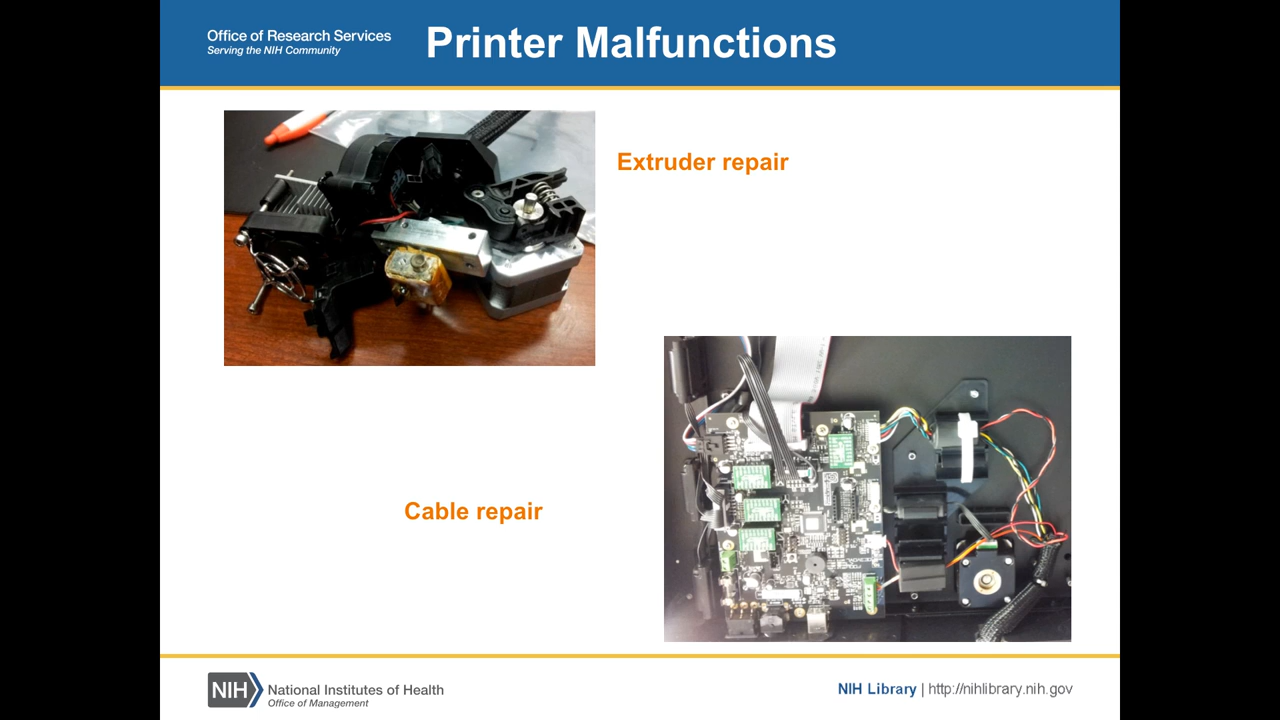 Office of Research Services
Serving the NIH Community
Printer Malfunctions
Extruder repair
Cable repair
NIH
National Institutes of Health
Office of Management
NIH Library | http://nihlibrary.nih.gov